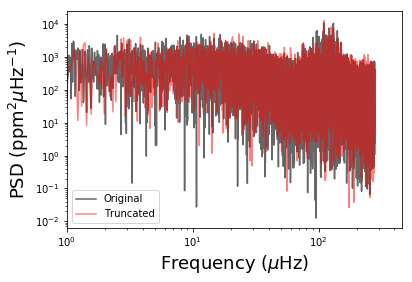 PSD (ppm²μHz⁻¹)
10⁴
10³
10²
10¹
10⁰
10⁻¹
10⁻²
Original
Truncated
10⁰ 10¹ 10²
Frequency (μHz)